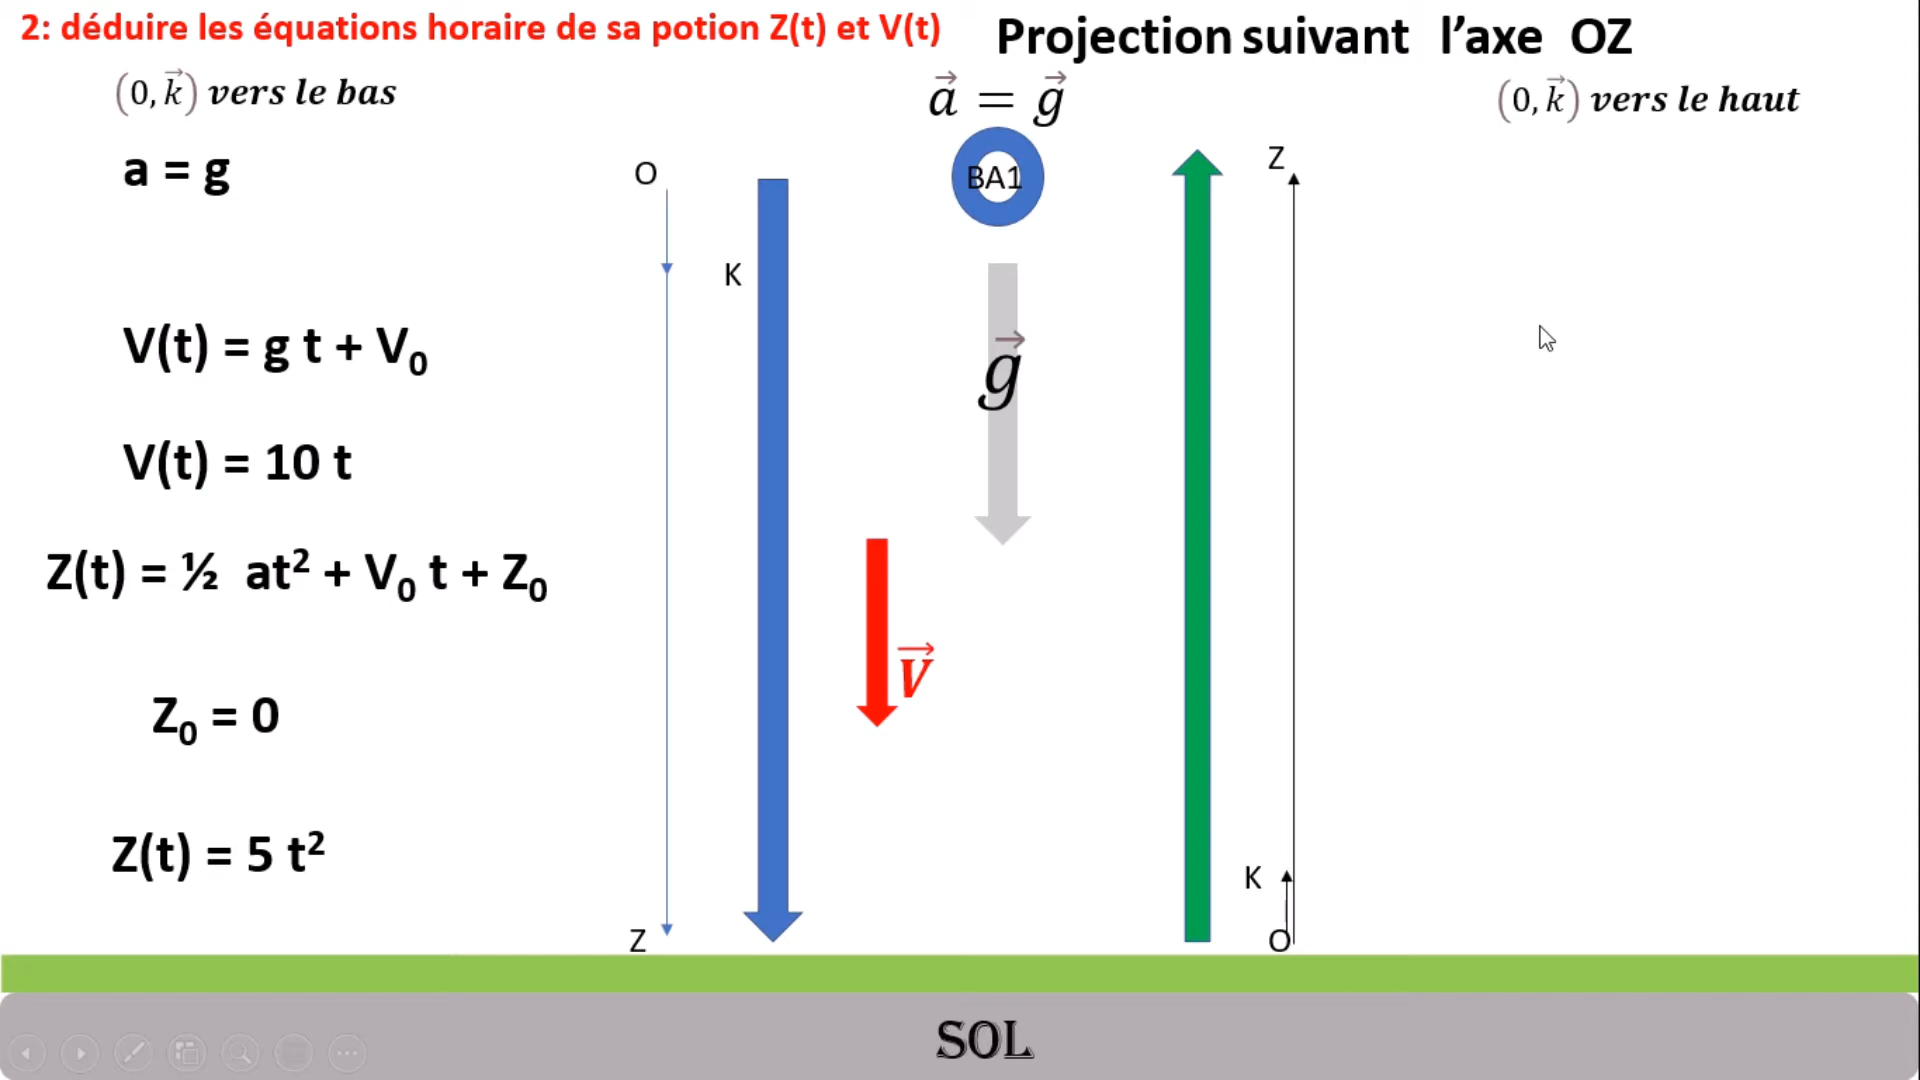 2: déduire les équations horaire de sa potion Z(t) et V(t)
Projection suivant l’axe OZ
(0, k⃗) vers le bas
a⃗ = g⃗
(0, k⃗) vers le haut
a = g
O
BA1
Z
K
V(t) = g t + V₀
g⃗
V(t) = 10 t
Z(t) = ½ at² + V₀ t + Z₀
V⃗
Z₀ = 0
Z(t) = 5 t²
K
Z
O
SOL